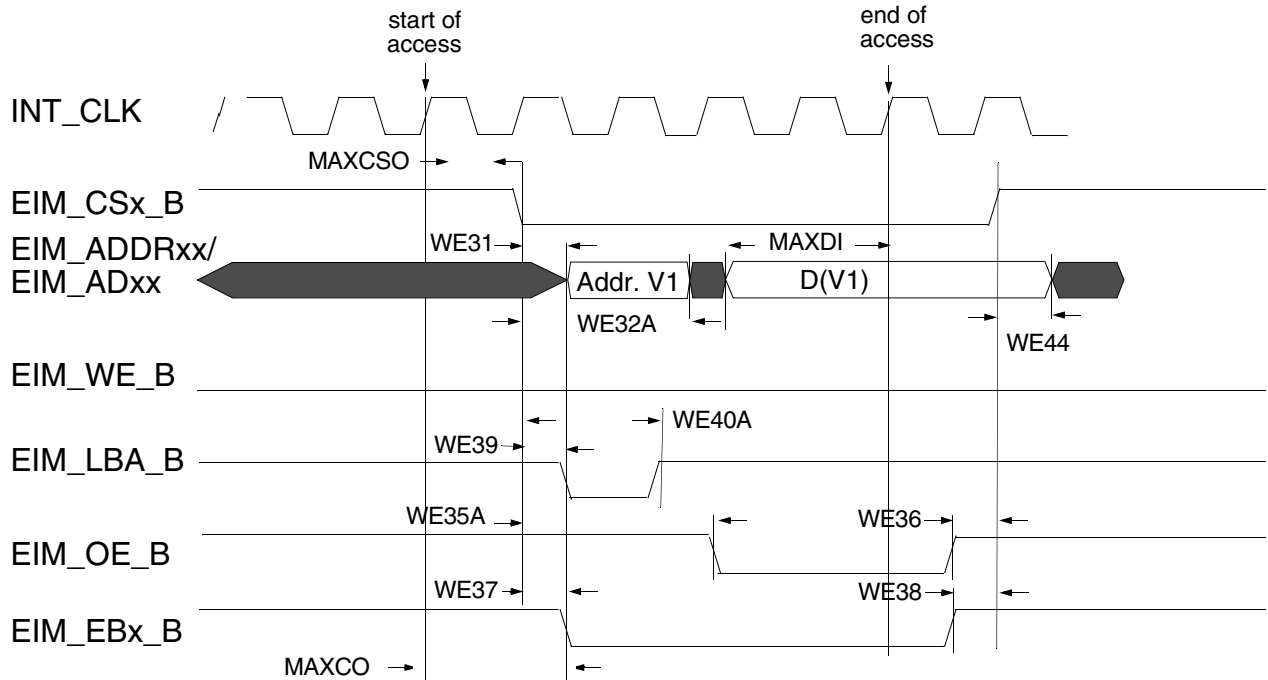 start of
access
end of
access
INT_CLK
MAXCSO
EIM_CSx_B
EIM_ADDRxx/
EIM_ADxx
WE31
MAXDI
Addr. V1
D(V1)
WE32A
WE44
EIM_WE_B
WE40A
WE39
EIM_LBA_B
WE35A
WE36
EIM_OE_B
WE37
WE38
EIM_EBx_B
MAXCO